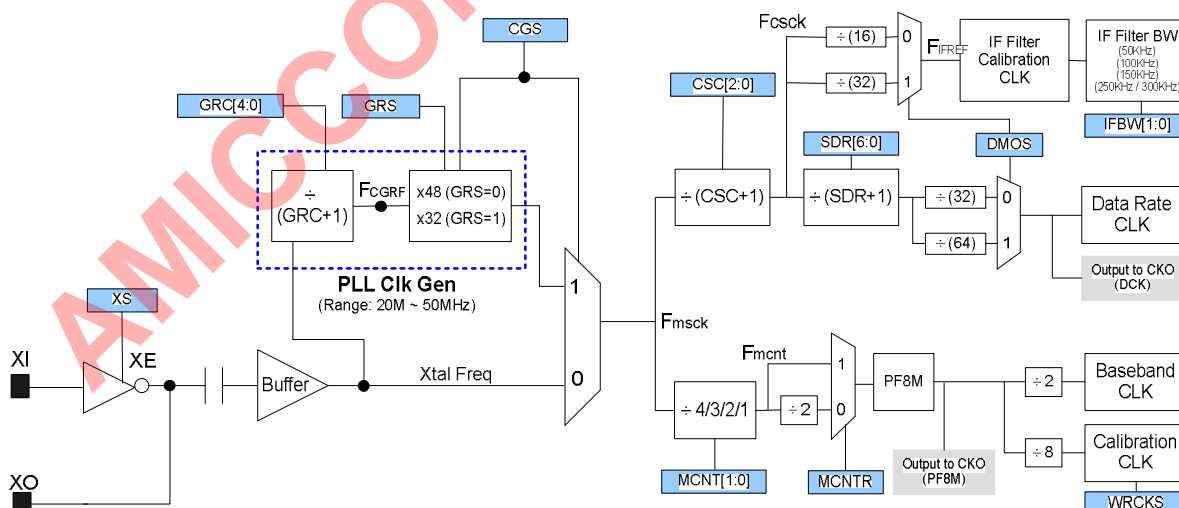 AMICCOM
CGS
GRC[4:0]
GRS
÷
(GRC+1)
FCGRF
x48 (GRS=0)
x32 (GRS=1)
PLL Clk Gen
(Range: 20M ~ 50MHz)
XS
XI
XE
XO
Buffer
Xtal Freq
1
0
Fmsck
CSC[2:0]
÷ (CSC+1)
Fcsck
÷ (16)
÷ (32)
0
1
FIFREF
IF Filter
Calibration
CLK
IF Filter BW
(50KHz)
(100KHz)
(150KHz)
(250KHz / 300KHz)
IFBW[1:0]
SDR[6:0]
÷ (SDR+1)
DMOS
÷ (32)
÷ (64)
0
1
Data Rate
CLK
Output to CKO
(DCK)
÷ 4/3/2/1
MCNT[1:0]
Fmcnt
÷ 2
1
0
MCNTR
PF8M
Output to CKO
(PF8M)
÷ 2
Baseband
CLK
÷ 8
Calibration
CLK
WRCKS